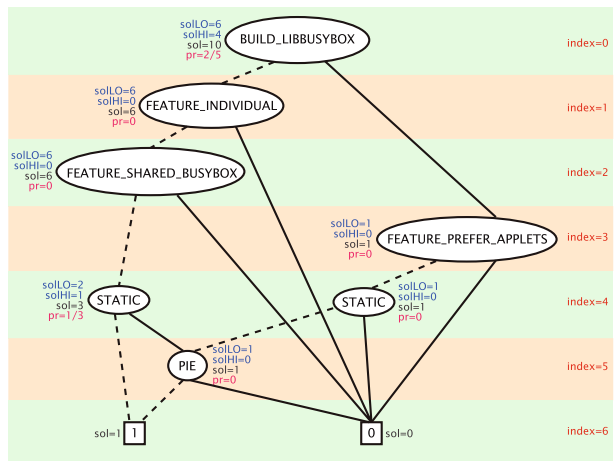 solLO=6
solHI=4
sol=10
pr=2/5
BUILD_LIBBUSYBOX
index=0
solLO=6
solHI=0
sol=6
pr=0
FEATURE_INDIVIDUAL
index=1
solLO=6
solHI=0
sol=6
pr=0
FEATURE_SHARED_BUSYBOX
index=2
solLO=1
solHI=0
sol=1
pr=0
FEATURE_PREFER_APPLETS
index=3
solLO=2
solHI=1
sol=3
pr=1/3
STATIC
STATIC
solLO=1
solHI=0
sol=1
pr=0
index=4
PIE
solLO=1
solHI=0
sol=1
pr=0
index=5
sol=1
1
0
sol=0
index=6